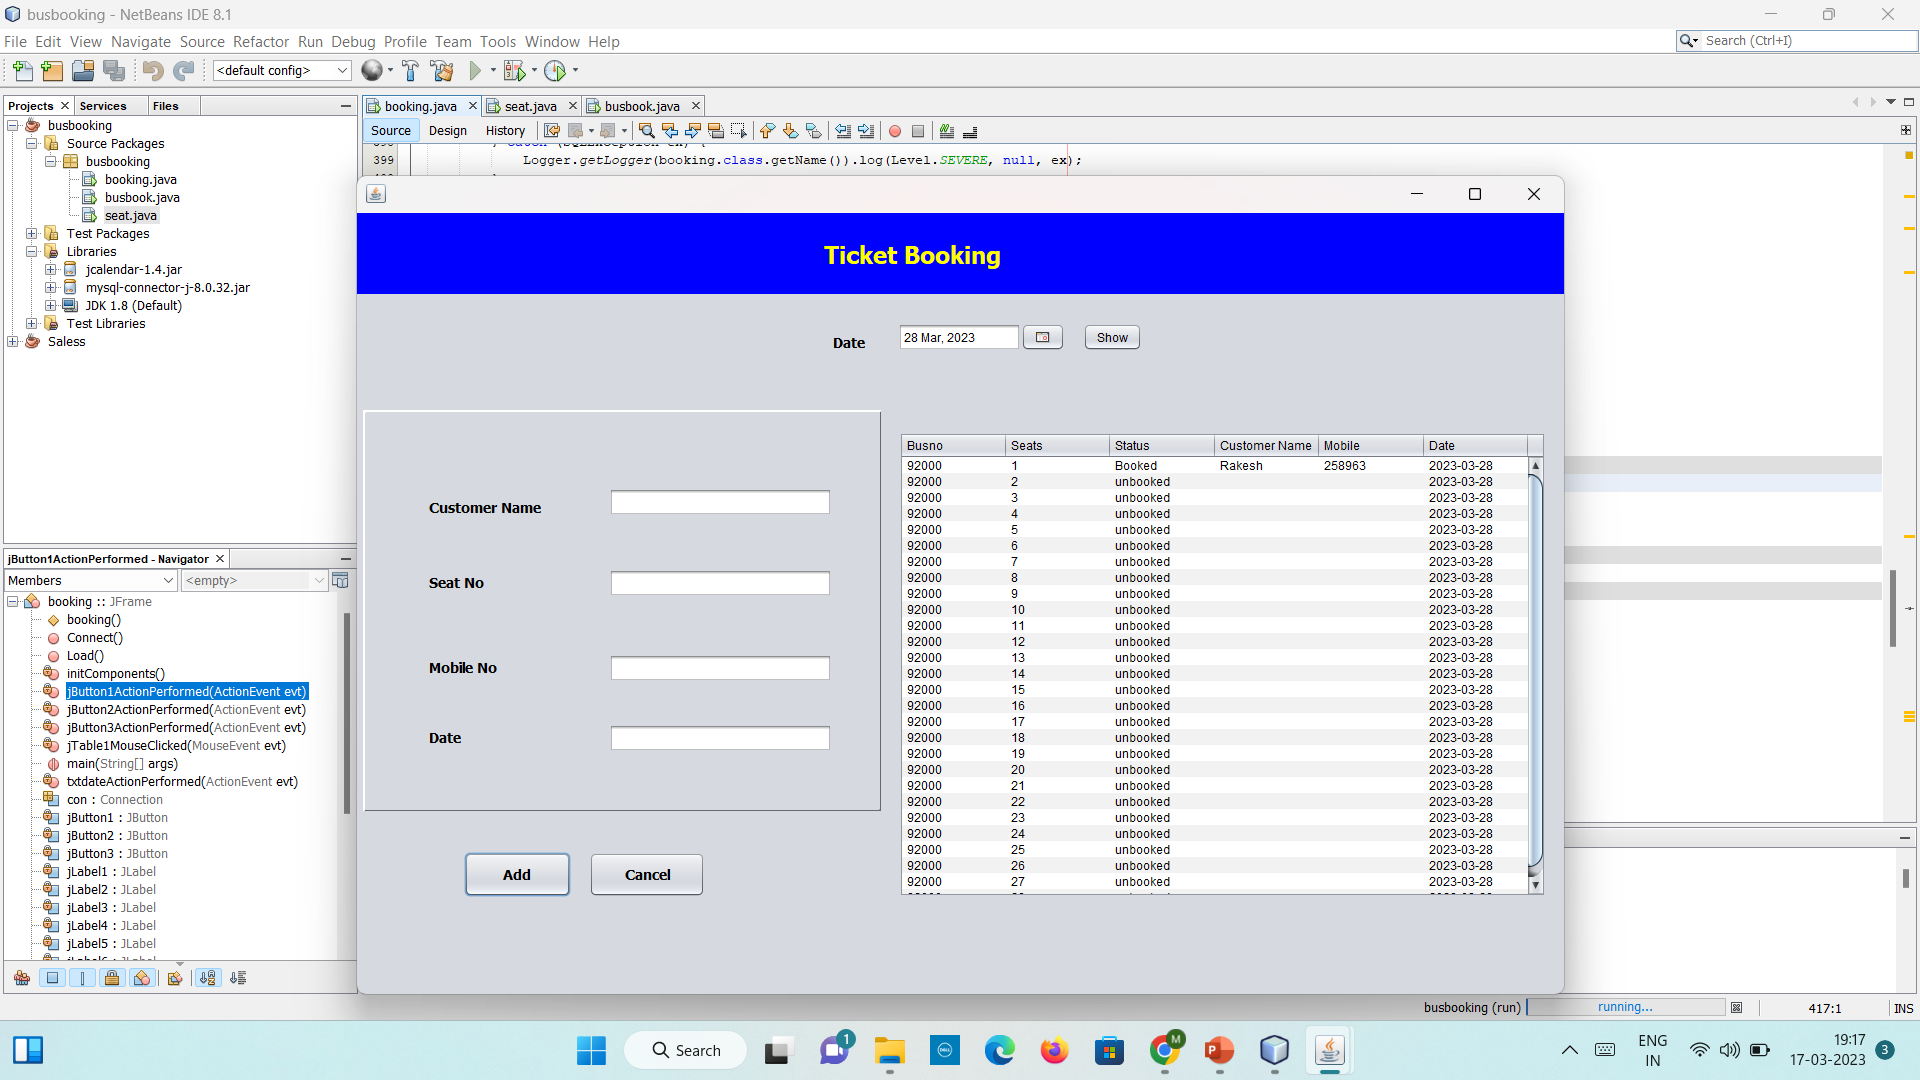 busbooking - NetBeans IDE 8.1
File Edit View Navigate Source Refactor Run Debug Profile Team Tools Window Help
Search (Ctrl+I)
<default config>
Projects Services Files
booking.java seat.java busbook.java
Source Design History
busbooking
Source Packages
busbooking
booking.java
busbook.java
seat.java
Test Packages
Libraries
jcalendar-1.4.jar
mysql-connector-j-8.0.32.jar
JDK 1.8 (Default)
Test Libraries
Saless
399 Logger.getLogger(booking.class.getName()).log(Level.SEVERE, null, ex);
Ticket Booking
Date 28 Mar, 2023 Show
Customer Name
Seat No
Mobile No
Date
Add Cancel
Busno Seats Status Customer Name Mobile Date
92000 1 Booked Rakesh 258963 2023-03-28
92000 2 unbooked 2023-03-28
92000 3 unbooked 2023-03-28
92000 4 unbooked 2023-03-28
92000 5 unbooked 2023-03-28
92000 6 unbooked 2023-03-28
92000 7 unbooked 2023-03-28
92000 8 unbooked 2023-03-28
92000 9 unbooked 2023-03-28
92000 10 unbooked 2023-03-28
92000 11 unbooked 2023-03-28
92000 12 unbooked 2023-03-28
92000 13 unbooked 2023-03-28
92000 14 unbooked 2023-03-28
92000 15 unbooked 2023-03-28
92000 16 unbooked 2023-03-28
92000 17 unbooked 2023-03-28
92000 18 unbooked 2023-03-28
92000 19 unbooked 2023-03-28
92000 20 unbooked 2023-03-28
92000 21 unbooked 2023-03-28
92000 22 unbooked 2023-03-28
92000 23 unbooked 2023-03-28
92000 24 unbooked 2023-03-28
92000 25 unbooked 2023-03-28
92000 26 unbooked 2023-03-28
92000 27 unbooked 2023-03-28
jButton1ActionPerformed - Navigator
Members <empty>
booking :: JFrame
booking()
Connect()
Load()
initComponents()
jButton1ActionPerformed(ActionEvent evt)
jButton2ActionPerformed(ActionEvent evt)
jButton3ActionPerformed(ActionEvent evt)
jTable1MouseClicked(MouseEvent evt)
main(String[] args)
txtdateActionPerformed(ActionEvent evt)
con : Connection
jButton1 : JButton
jButton2 : JButton
jButton3 : JButton
jLabel1 : JLabel
jLabel2 : JLabel
jLabel3 : JLabel
jLabel4 : JLabel
jLabel5 : JLabel
busbooking (run) running... 417:1 INS
Search
1
M
ENG
IN
19:17
17-03-2023
3